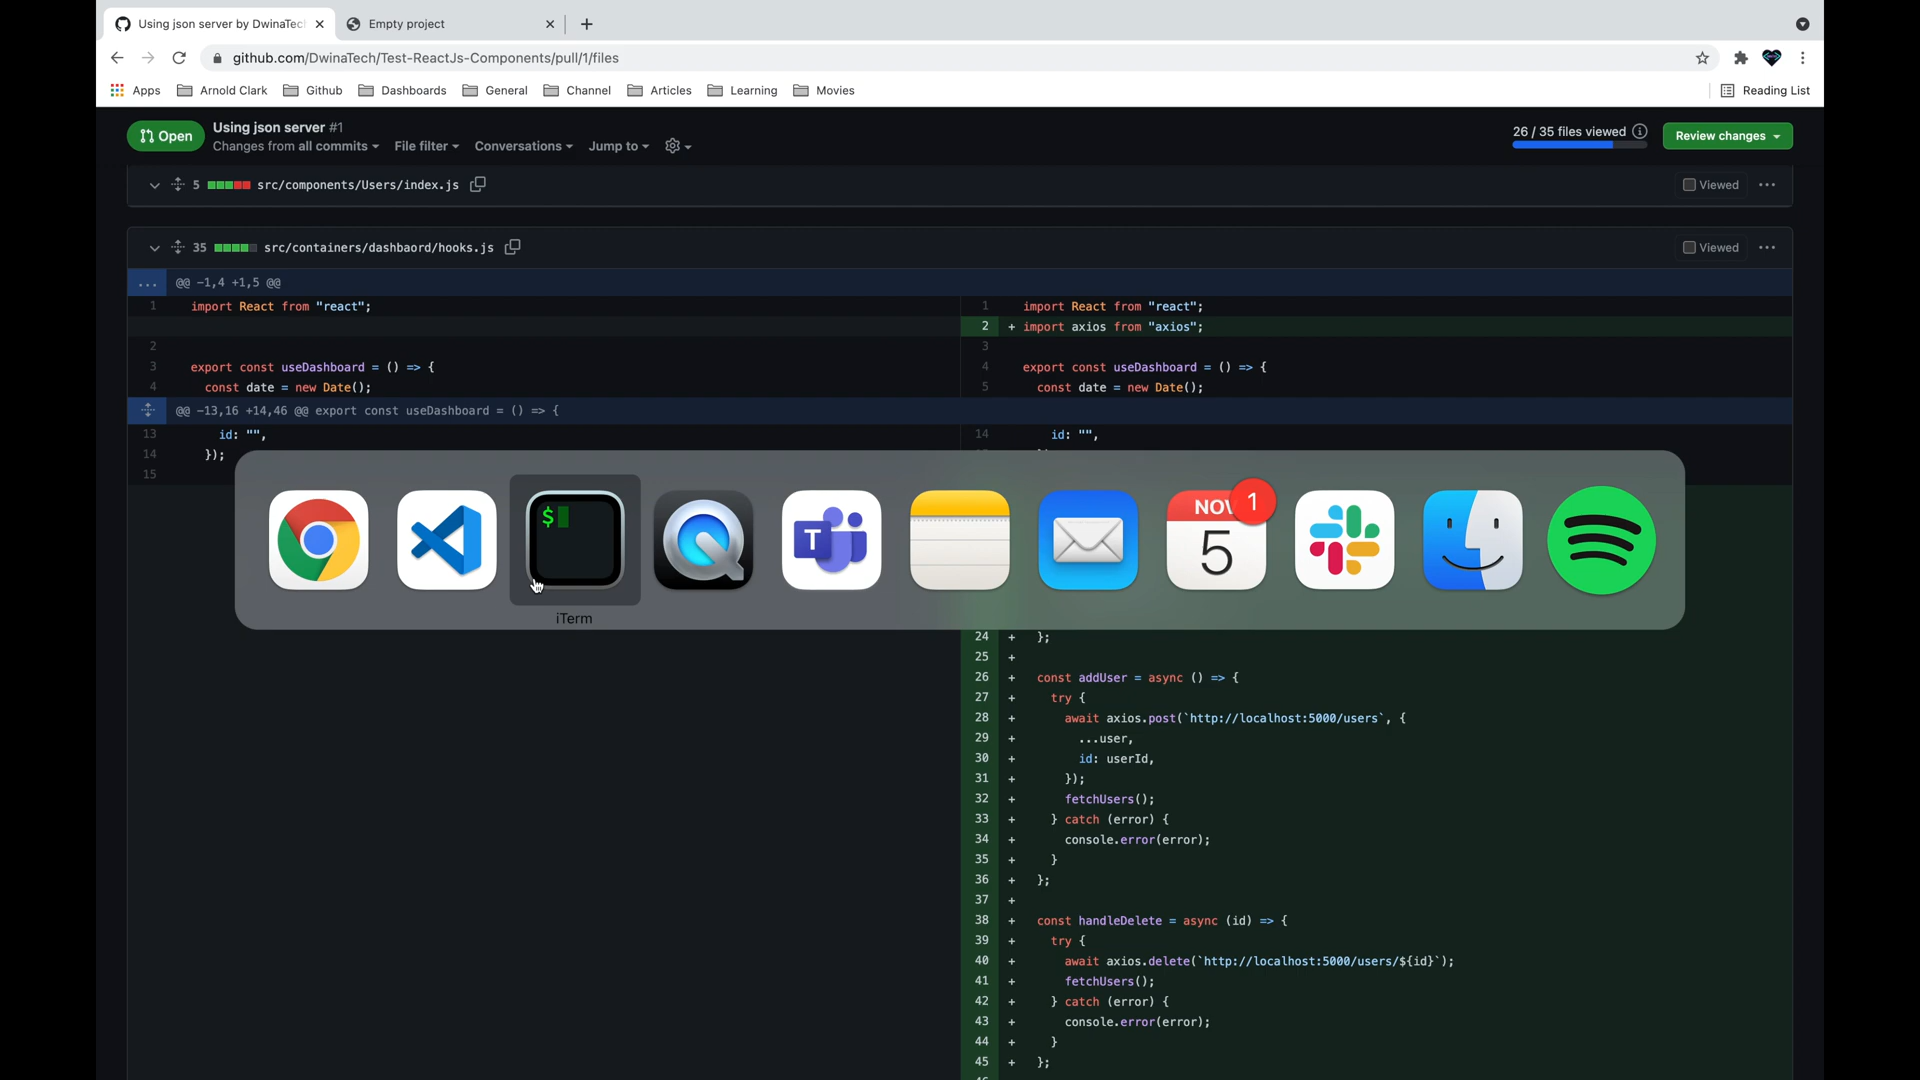 Using json server by DwinaTec
Empty project
github.com/DwinaTech/Test-ReactJs-Components/pull/1/files
Apps Arnold Clark Github Dashboards General Channel Articles Learning Movies Reading List
Open
Using json server #1
Changes from all commits File filter Conversations Jump to
26 / 35 files viewed
Review changes
5 src/components/Users/index.js
Viewed
35 src/containers/dashbaord/hooks.js
Viewed
... @@ -1,4 +1,5 @@
1 import React from "react"; 1 import React from "react";
2 + import axios from "axios";
2 3
3 export const useDashboard = () => { 4 export const useDashboard = () => {
4 const date = new Date(); 5 const date = new Date();
@@ -13,16 +14,46 @@ export const useDashboard = () => {
13 id: "", 14 id: "",
14 });
15
$
T
NOV
5
1
iTerm
24 + };
25 +
26 + const addUser = async () => {
27 + try {
28 + await axios.post(`http://localhost:5000/users`, {
29 + ...user,
30 + id: userId,
31 + });
32 + fetchUsers();
33 + } catch (error) {
34 + console.error(error);
35 + }
36 + };
37 +
38 + const handleDelete = async (id) => {
39 + try {
40 + await axios.delete(`http://localhost:5000/users/${id}`);
41 + fetchUsers();
42 + } catch (error) {
43 + console.error(error);
44 + }
45 + };